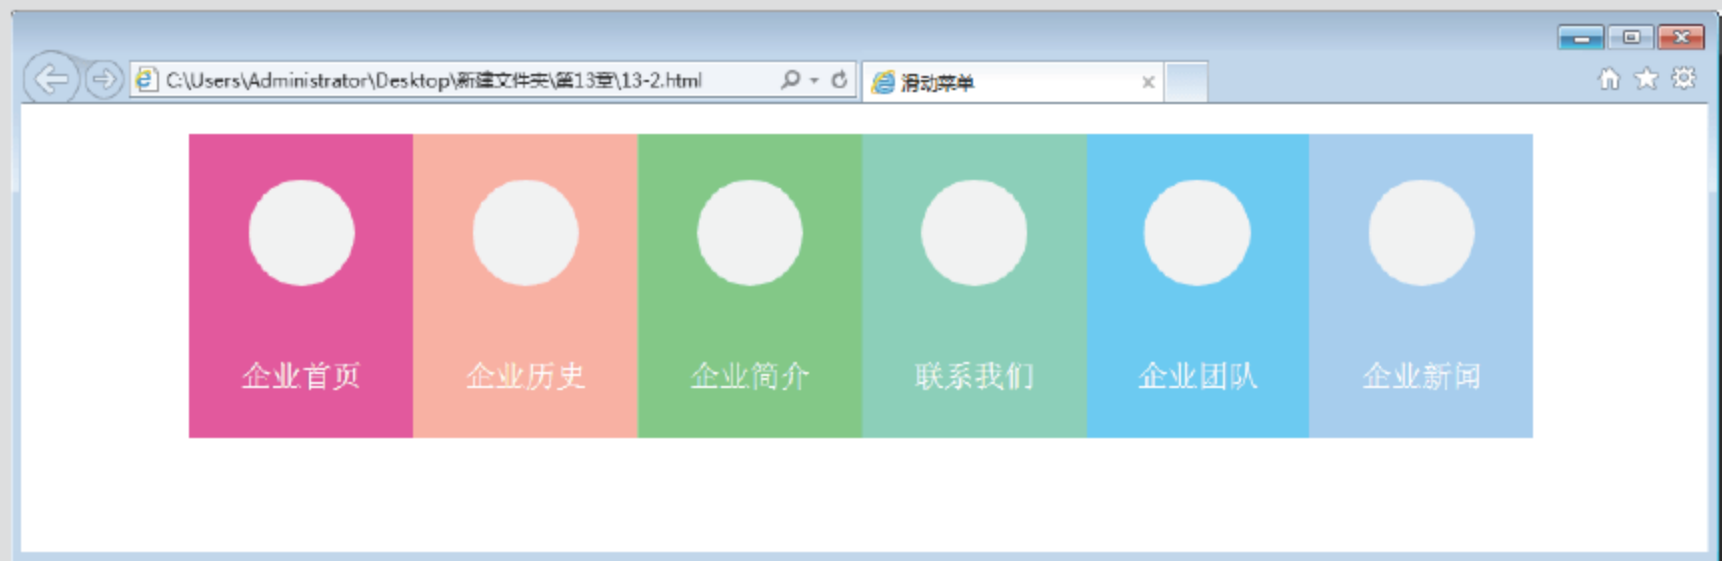 C:\Users\Administrator\Desktop\新建文件夹\第13章\13-2.html
滑动菜单
企业首页
企业历史
企业简介
联系我们
企业团队
企业新闻